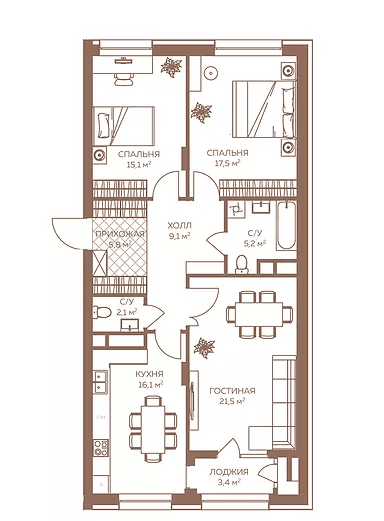 СПАЛЬНЯ
15,1 м²
СПАЛЬНЯ
17,5 м²
ПРИХОЖАЯ
5,8 м²
ХОЛЛ
9,1 м²
С/У
5,2 м²
С/У
2,1 м²
КУХНЯ
16,1 м²
ГОСТИНАЯ
21,5 м²
ЛОДЖИЯ
3,4 м²